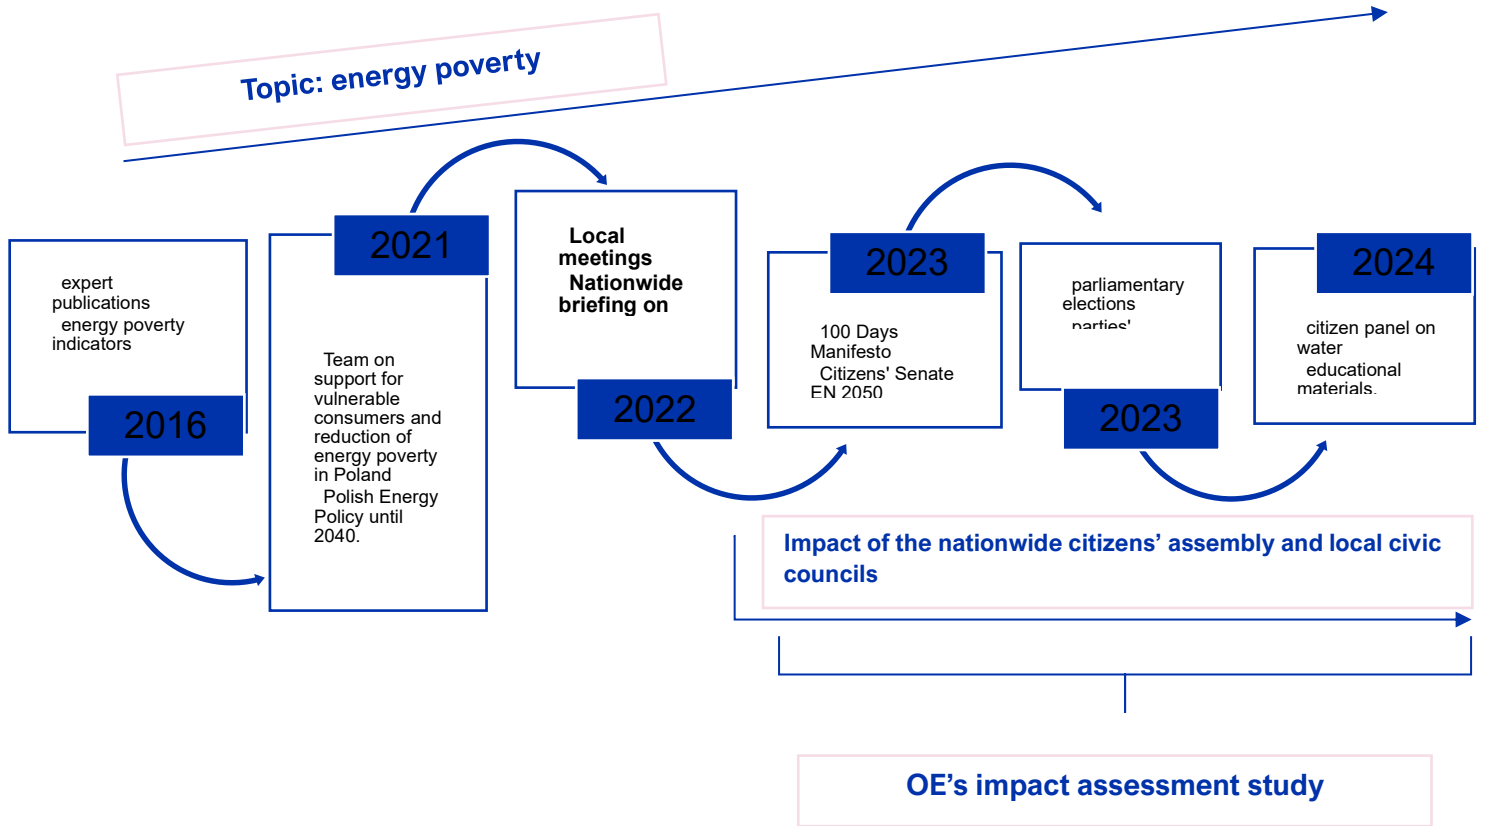 Topic: energy poverty
expert
publications
energy poverty
indicators
2016
2021
Team on
support for
vulnerable
consumers and
reduction of
energy poverty
in Poland
Polish Energy
Policy until
2040.
Local
meetings
Nationwide
briefing on
2022
2023
100 Days
Manifesto
Citizens' Senate
EN 2050
parliamentary
elections
parties'
2023
2024
citizen panel on
water
educational
materials.
Impact of the nationwide citizens’ assembly and local civic
councils
OE’s impact assessment study